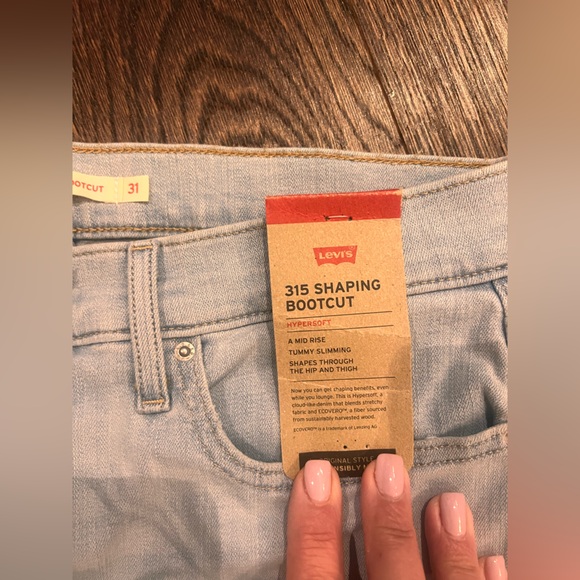 BOOTCUT 31
LEVI'S
315 SHAPING
BOOTCUT
HYPERSOFT
A MID RISE
TUMMY SLIMMING
SHAPES THROUGH
THE HIP AND THIGH
Now you can get shaping benefits, even
while you lounge. This is Hypersoft, a
cloud-like denim that blends stretchy
fabric and ECOVERO™, a fiber sourced
from sustainably harvested wood.
ECOVERO™ is a trademark of Lenzing AG.
STYLE